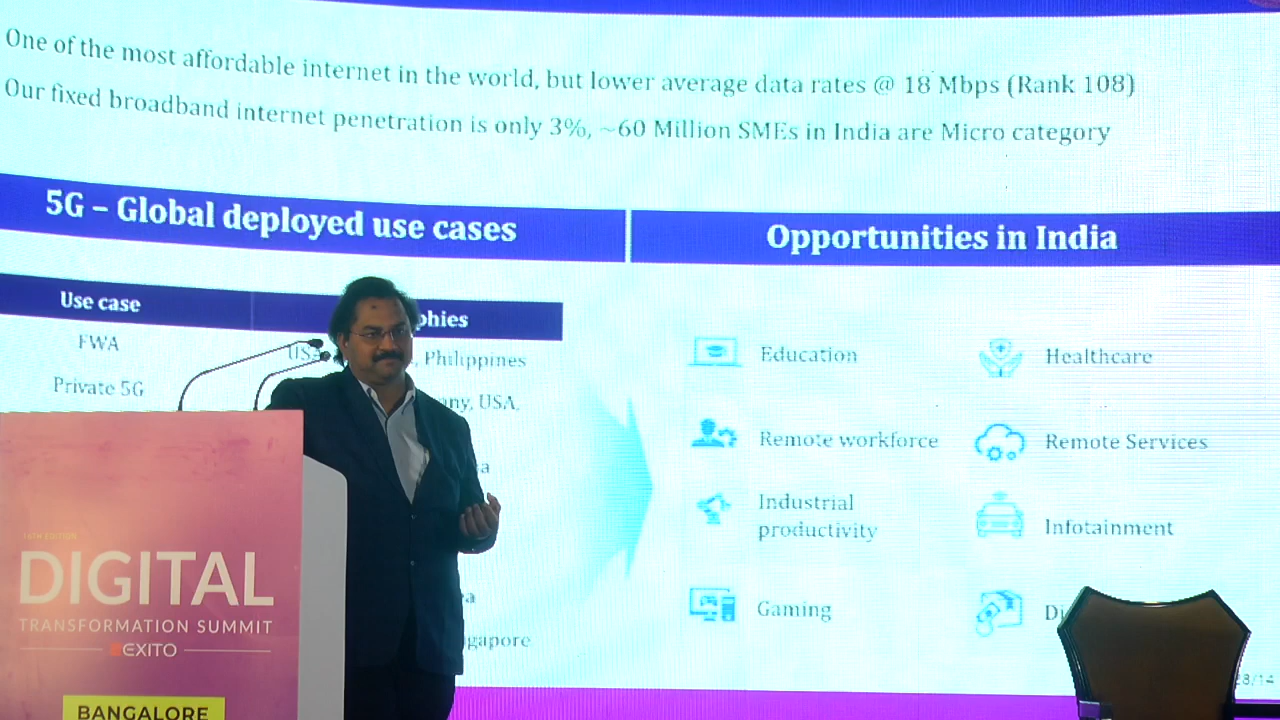 One of the most affordable internet in the world, but lower average data rates @ 18 Mbps (Rank 108)
Our fixed broadband internet penetration is only 3%, ~60 Million SMEs in India are Micro category
5G – Global deployed use cases
Opportunities in India
Use case
FWA
Philippines
Private 5G
USA,
Education
Healthcare
Remote workforce
Remote Services
Industrial
productivity
Infotainment
Gaming
DIGITAL
TRANSFORMATION SUMMIT
EXITO
BANGALORE